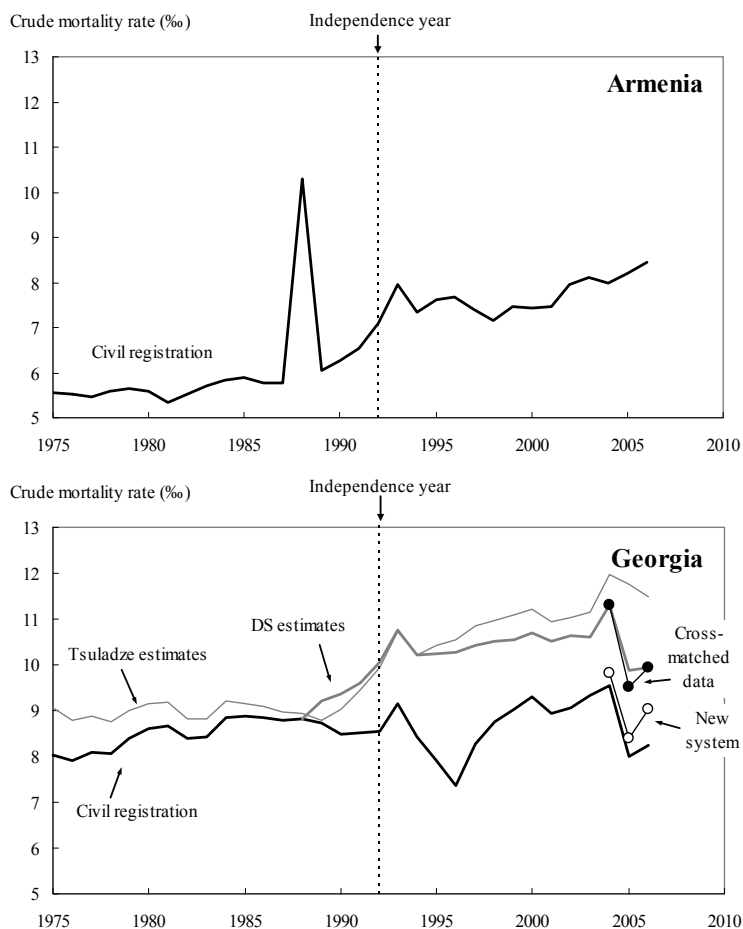 Crude mortality rate (‰)
Independence year
13
Armenia
12
11
10
9
8
7
Civil registration
6
5
1975 1980 1985 1990 1995 2000 2005 2010
Crude mortality rate (‰)
Independence year
13
Georgia
12
11
DS estimates
Cross-
matched
data
Tsuladze estimates
10
9
New
system
8
Civil registration
7
6
5
1975 1980 1985 1990 1995 2000 2005 2010